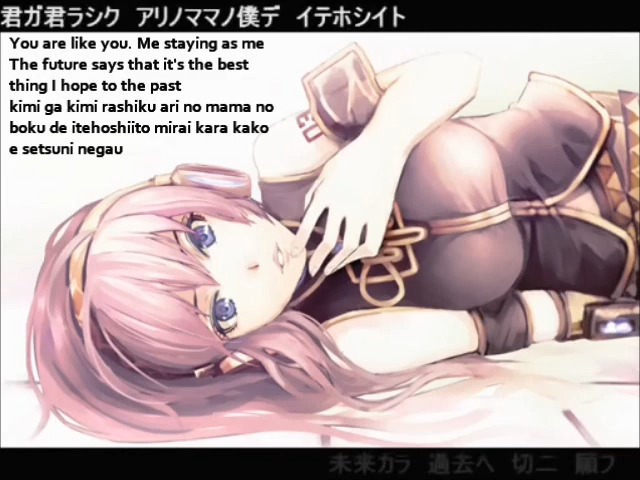 君ガ君ラシク アリノママノ僕デ イテホシイト
You are like you. Me staying as me
The future says that it's the best
thing I hope to the past
kimi ga kimi rashiku ari no mama no
boku de itehoshiito mirai kara kako
e setsuni negau
未来カラ 過去ヘ 切ニ 願フ